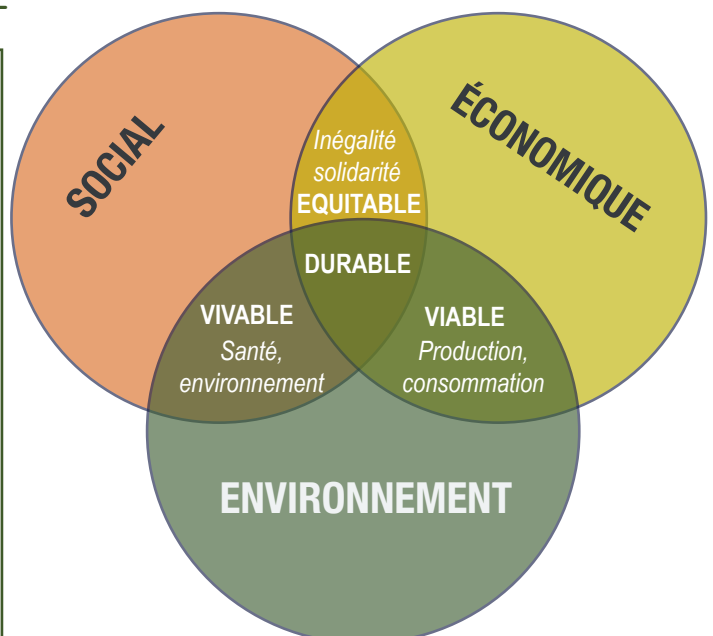 SOCIAL
ÉCONOMIQUE
Inégalité
solidarité
EQUITABLE
DURABLE
VIVABLE
Santé,
environnement
VIABLE
Production,
consommation
ENVIRONNEMENT